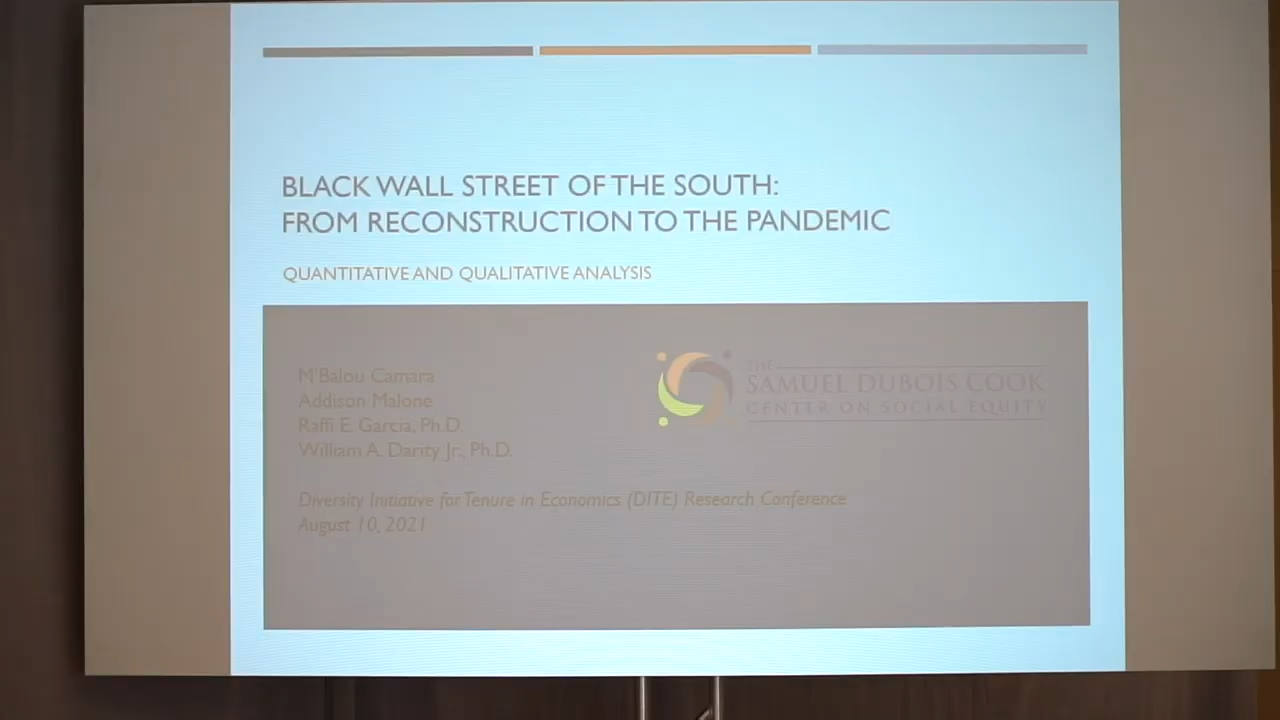 BLACK WALL STREET OF THE SOUTH:
FROM RECONSTRUCTION TO THE PANDEMIC
QUANTITATIVE AND QUALITATIVE ANALYSIS
M'Balou Camara
Addison Malone
Raffi E. Garcia, Ph.D.
William A. Darity Jr., Ph.D.
THE
SAMUEL DUBOIS COOK
CENTER ON SOCIAL EQUITY
Diversity Initiative for Tenure in Economics (DITE) Research Conference
August 10, 2021